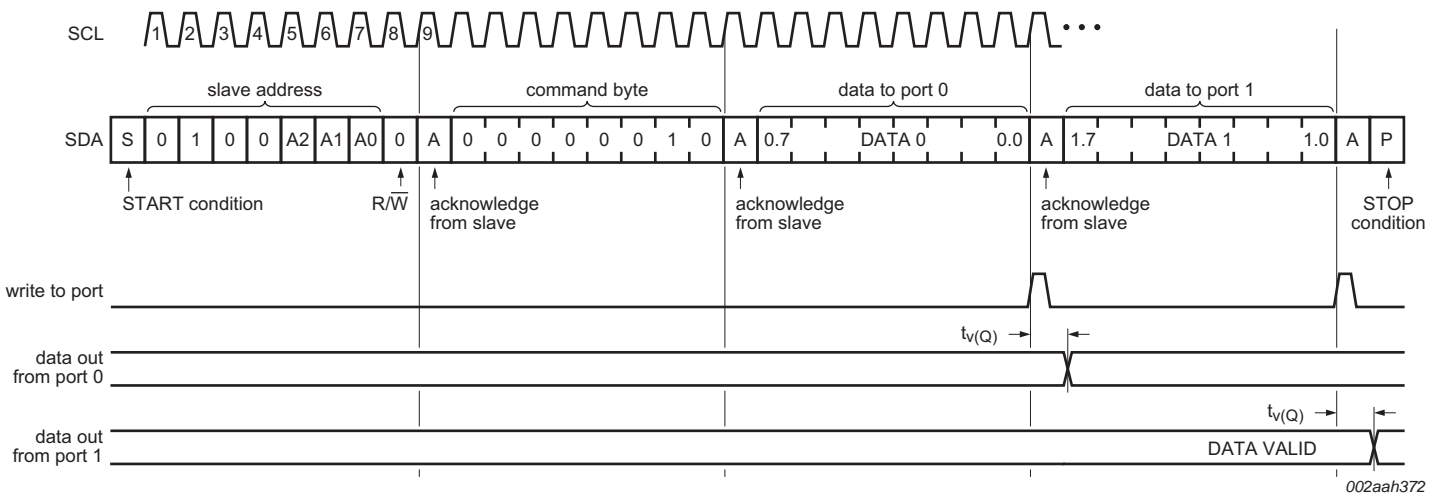 SCL 1 2 3 4 5 6 7 8 9 • • •
slave address command byte data to port 0 data to port 1
SDA S 0 1 0 0 A2 A1 A0 0 A 0 0 0 0 0 0 1 0 A 0.7 DATA 0 0.0 A 1.7 DATA 1 1.0 A P
START condition R/W̅ acknowledge from slave acknowledge from slave acknowledge from slave STOP condition
write to port
tv(Q)
data out
from port 0
tv(Q)
data out
from port 1 DATA VALID
002aah372